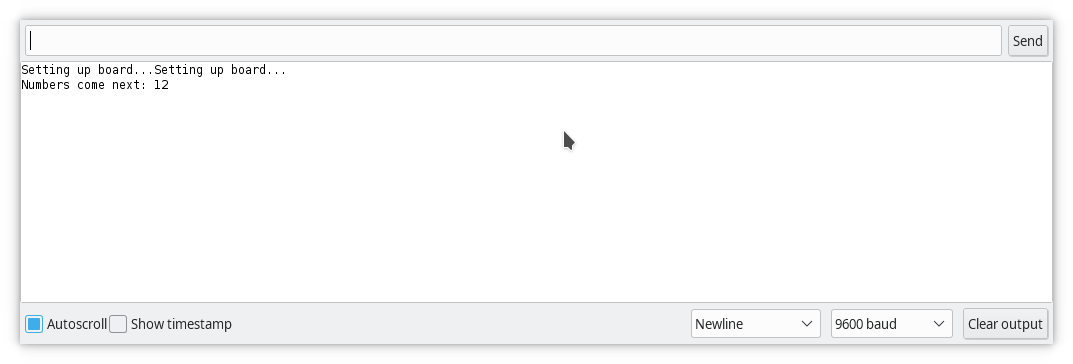 Send
Setting up board...Setting up board...
Numbers come next: 12
Autoscroll Show timestamp Newline 9600 baud Clear output